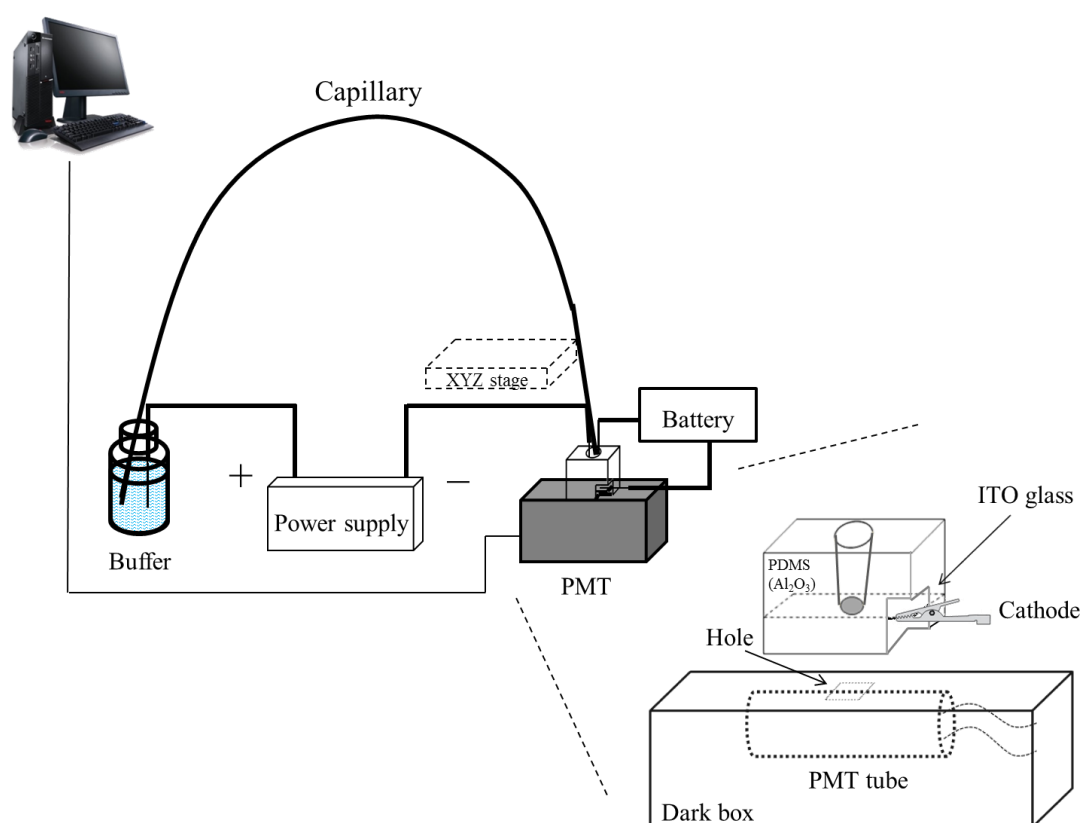 Capillary
XYZ stage
Battery
+
−
Power supply
Buffer
PMT
ITO glass
PDMS
(Al₂O₃)
Cathode
Hole
PMT tube
Dark box